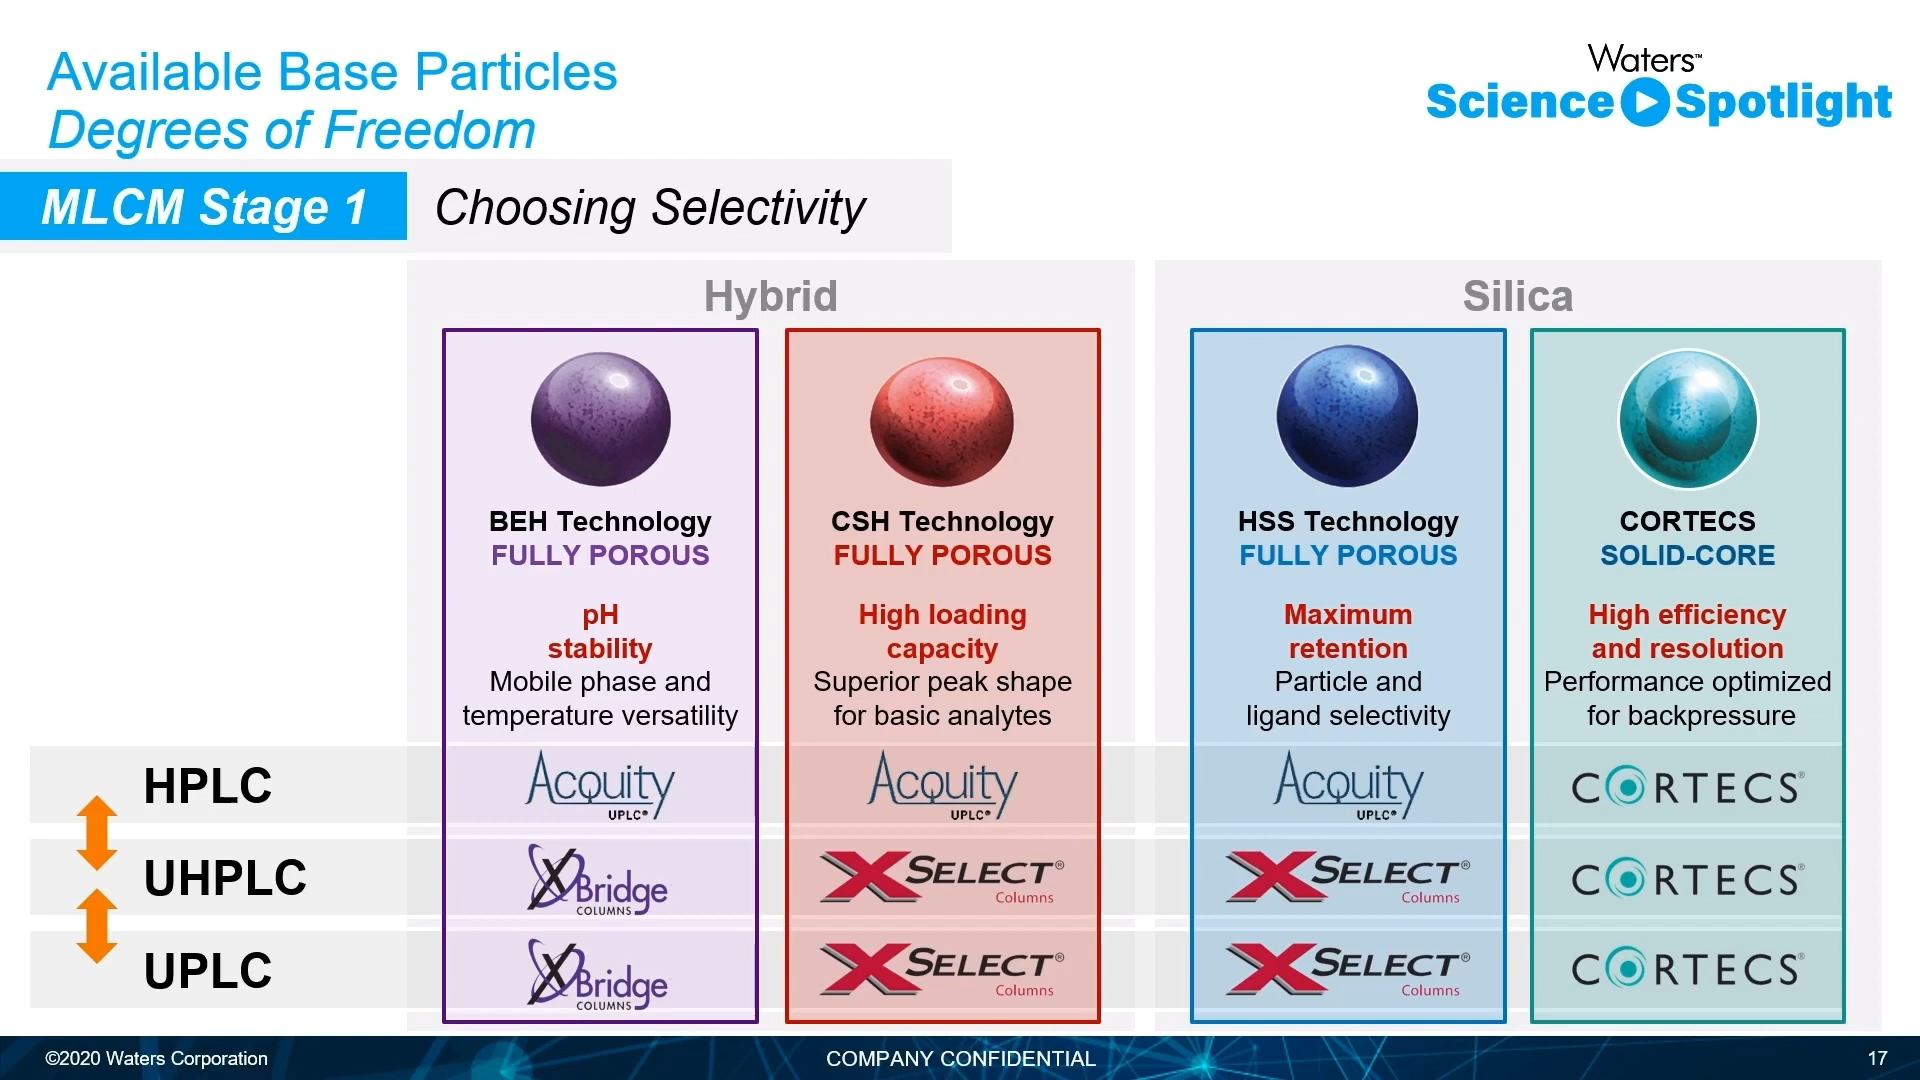 Available Base Particles
Degrees of Freedom
Waters™
Science Spotlight
MLCM Stage 1
Choosing Selectivity
Hybrid
Silica
BEH Technology
FULLY POROUS
pH
stability
Mobile phase and
temperature versatility
CSH Technology
FULLY POROUS
High loading
capacity
Superior peak shape
for basic analytes
HSS Technology
FULLY POROUS
Maximum
retention
Particle and
ligand selectivity
CORTECS
SOLID-CORE
High efficiency
and resolution
Performance optimized
for backpressure
HPLC
Acquity
UPLC®
Acquity
UPLC®
Acquity
UPLC®
CORTECS®
UHPLC
XBridge
COLUMNS
XSELECT®
Columns
XSELECT®
Columns
CORTECS®
UPLC
XBridge
COLUMNS
XSELECT®
Columns
XSELECT®
Columns
CORTECS®
©2020 Waters Corporation
COMPANY CONFIDENTIAL
17